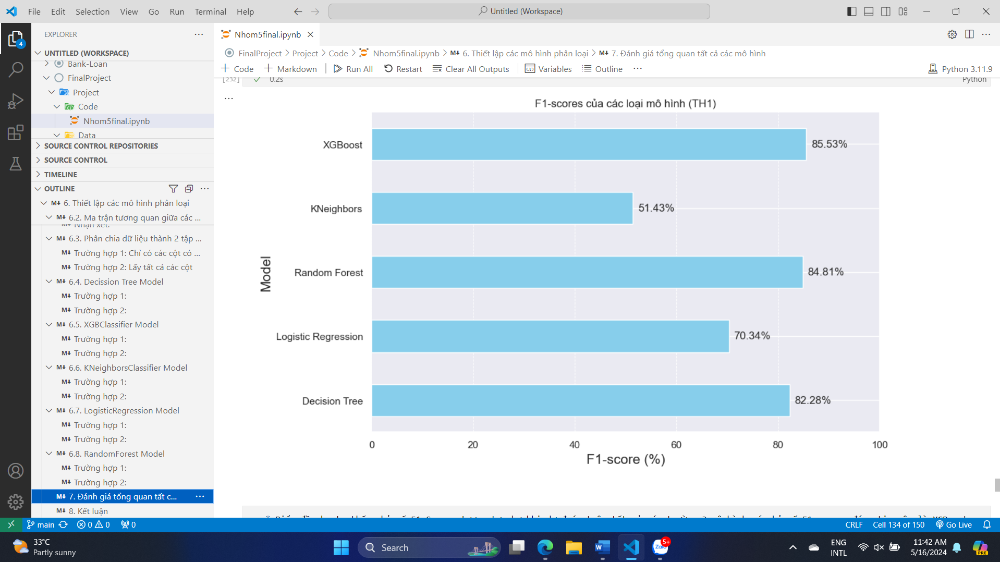 File Edit Selection View Go Run Terminal Help
Untitled (Workspace)
4
EXPLORER
UNTITLED (WORKSPACE)
Bank-Loan
FinalProject
Project
Code
Nhom5final.ipynb
Data
SOURCE CONTROL REPOSITORIES
SOURCE CONTROL
TIMELINE
OUTLINE
6. Thiết lập các mô hình phân loại
6.2. Ma trận tương quan giữa các ...
Nhận xét:
6.3. Phân chia dữ liệu thành 2 tập ...
Trường hợp 1: Chỉ có các cột có ...
Trường hợp 2: Lấy tất cả các cột
6.4. Decission Tree Model
Trường hợp 1:
Trường hợp 2:
6.5. XGBClassifier Model
Trường hợp 1:
Trường hợp 2:
6.6. KNeighborsClassifier Model
Trường hợp 1:
Trường hợp 2:
6.7. LogisticRegression Model
Trường hợp 1:
Trường hợp 2:
6.8. RandomForest Model
Trường hợp 1:
Trường hợp 2:
7. Đánh giá tổng quan tất c...
8. Kết luận
Nhom5final.ipynb
FinalProject > Project > Code > Nhom5final.ipynb > 6. Thiết lập các mô hình phân loại > 7. Đánh giá tổng quan tất cả các mô hình
Code Markdown Run All Restart Clear All Outputs Variables Outline ... Python 3.11.9
[232] 0.2s Python
F1-scores của các loại mô hình (TH1)
XGBoost 85.53%
KNeighbors 51.43%
Random Forest 84.81%
Logistic Regression 70.34%
Decision Tree 82.28%
Model
0 20 40 60 80 100
F1-score (%)
main 0 0 0 CRLF Cell 134 of 150 Go Live
33°C
Partly sunny
Search
W
Zalo
5+
ENG
INTL
11:42 AM
5/16/2024
PRE